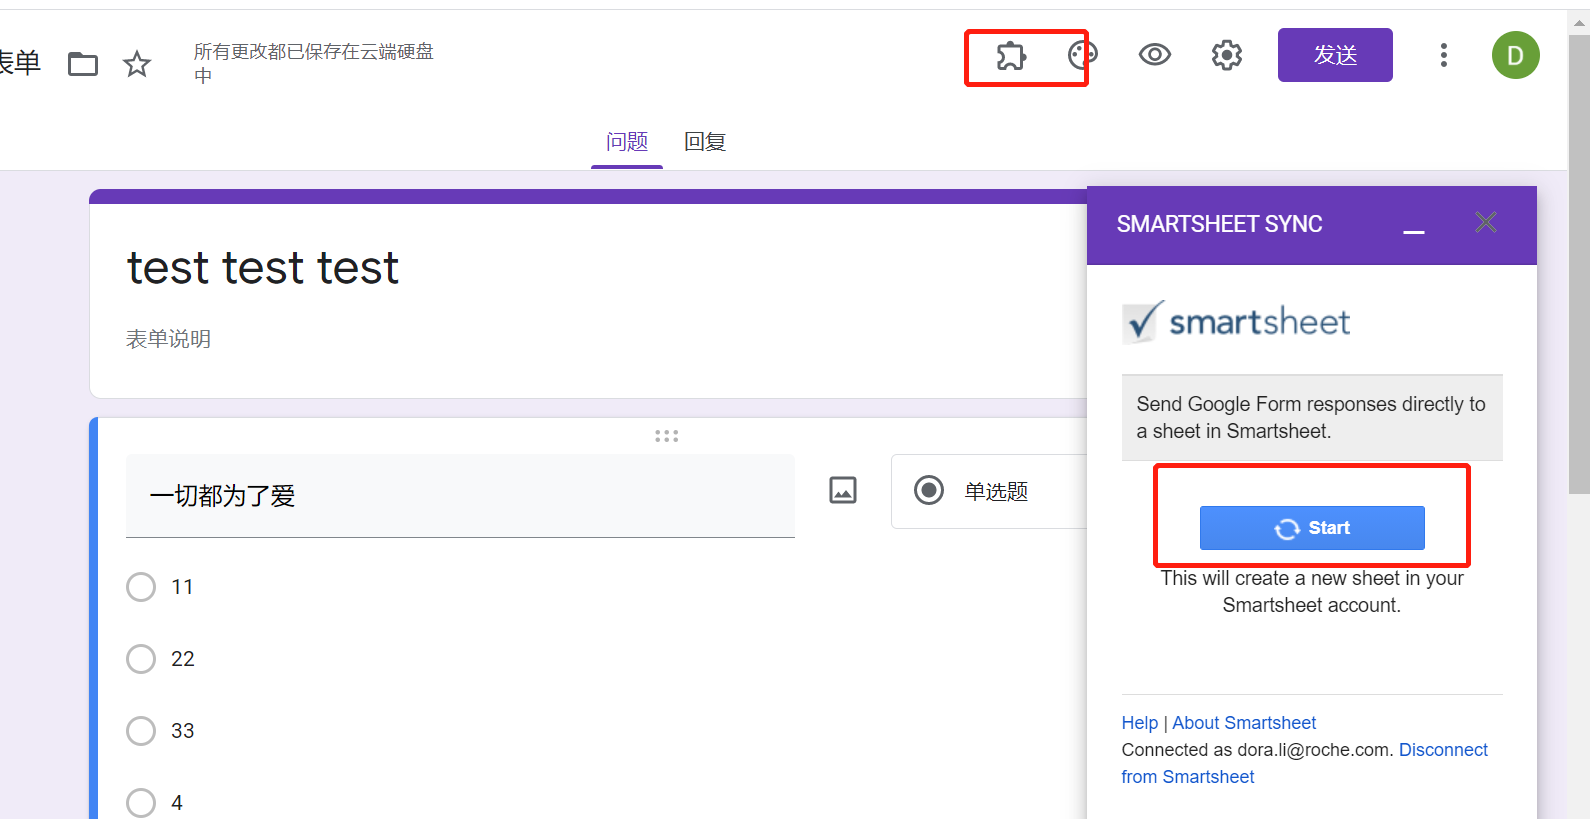 表单
所有更改都已保存在云端硬盘
中
发送
D
问题
回复
test test test
表单说明
一切都为了爱
单选题
11
22
33
4
SMARTSHEET SYNC
smartsheet
Send Google Form responses directly to
a sheet in Smartsheet.
Start
This will create a new sheet in your
Smartsheet account.
Help | About Smartsheet
Connected as dora.li@roche.com. Disconnect
from Smartsheet